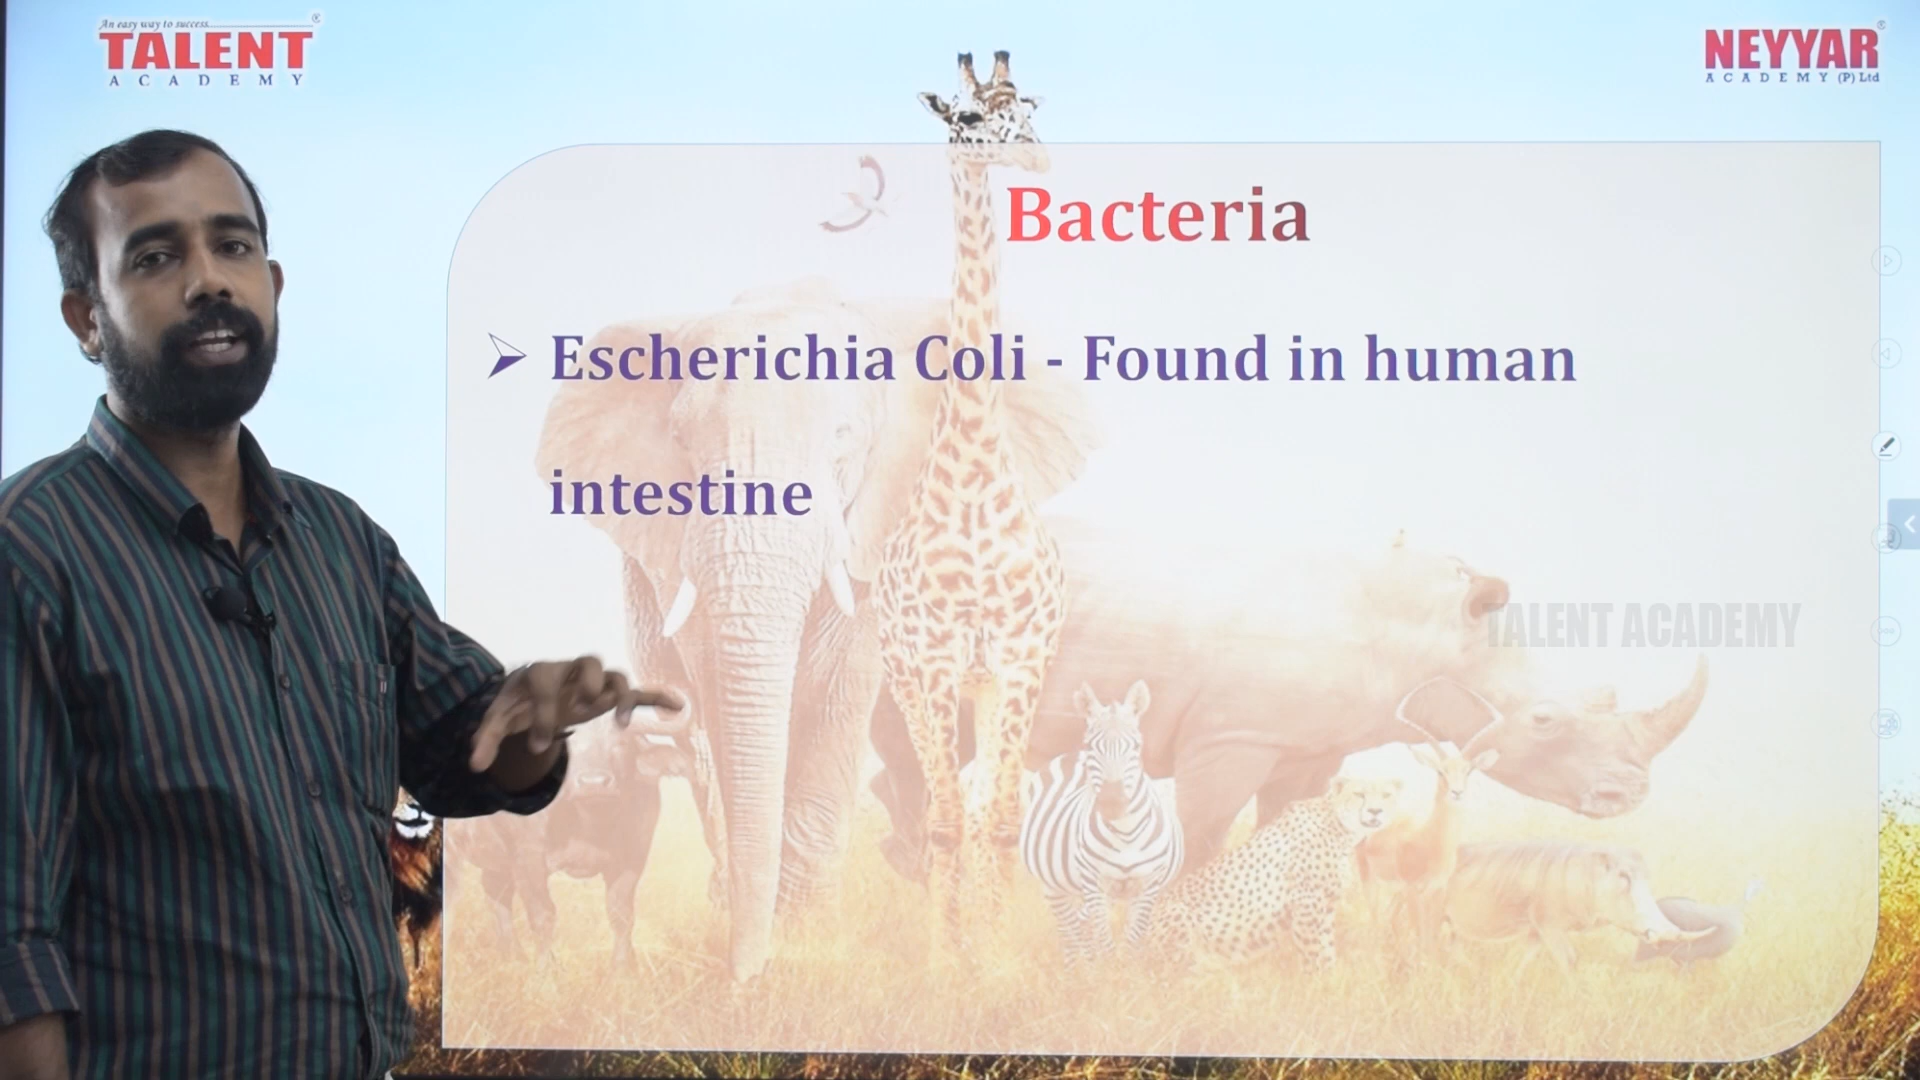 An easy way to success
TALENT
ACADEMY
NEYYAR
ACADEMY (P) Ltd
Bacteria
Escherichia Coli - Found in human
intestine
TALENT ACADEMY